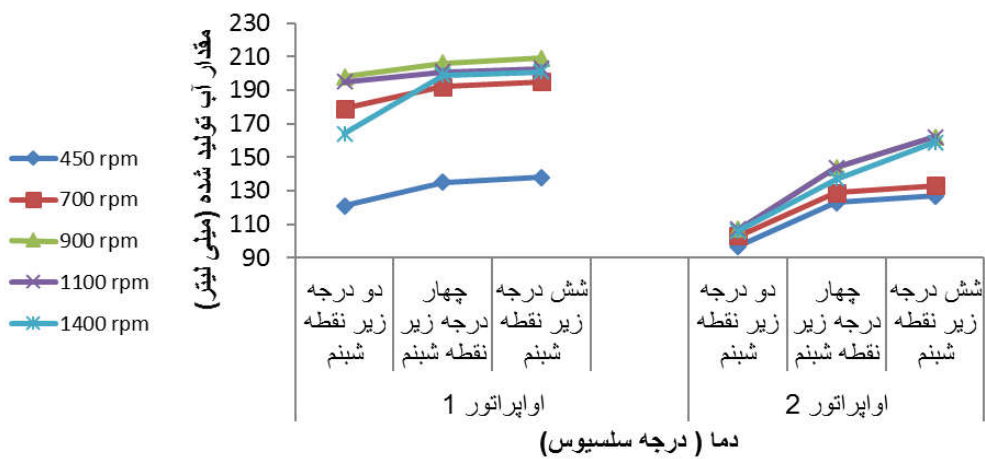 مقدار آب تولید شده (میلی لیتر)
230
210
190
170
150
130
110
90
450 rpm
700 rpm
900 rpm
1100 rpm
1400 rpm
دو درجه
زیر نقطه
شبنم
چهار
درجه زیر
نقطه شبنم
شش درجه
زیر نقطه
شبنم
دو درجه
زیر نقطه
شبنم
چهار
درجه زیر
نقطه شبنم
شش درجه
زیر نقطه
شبنم
اواپراتور 1
اواپراتور 2
دما ( درجه سلسیوس)